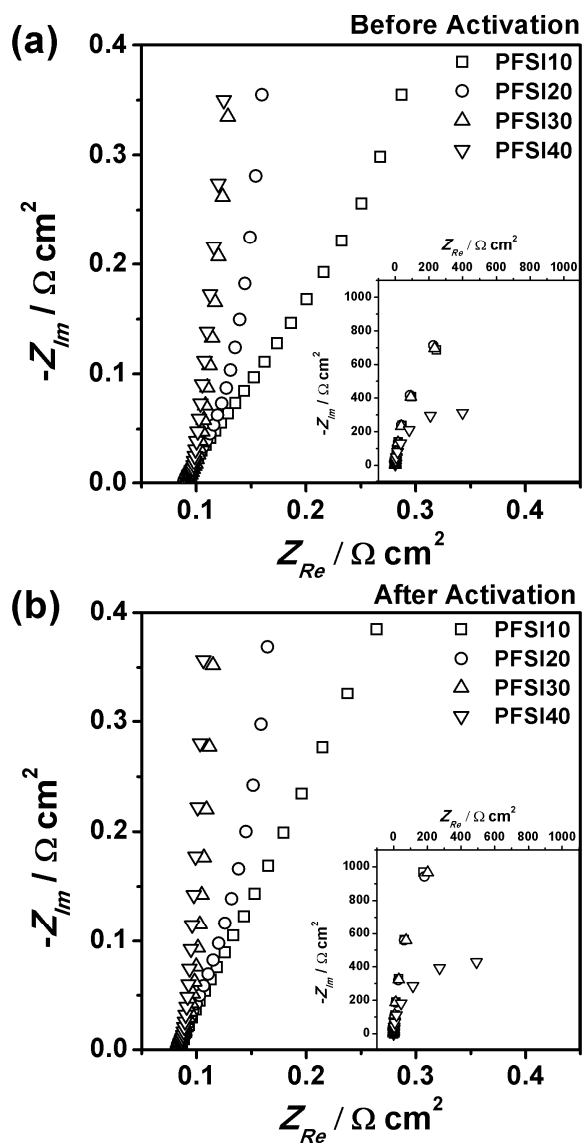 (a)
Before Activation
PFSI10
PFSI20
PFSI30
PFSI40
0.4
0.3
0.2
0.1
0.0
-Z_Im / Ω cm²
0.1 0.2 0.3 0.4
Z_Re / Ω cm²
Z_Re / Ω cm²
0 200 400 600 800 1000
1000
800
600
400
200
0
-Z_Im / Ω cm²
(b)
After Activation
PFSI10
PFSI20
PFSI30
PFSI40
0.4
0.3
0.2
0.1
0.0
-Z_Im / Ω cm²
0.1 0.2 0.3 0.4
Z_Re / Ω cm²
Z_Re / Ω cm²
0 200 400 600 800 1000
1000
800
600
400
200
0
-Z_Im / Ω cm²